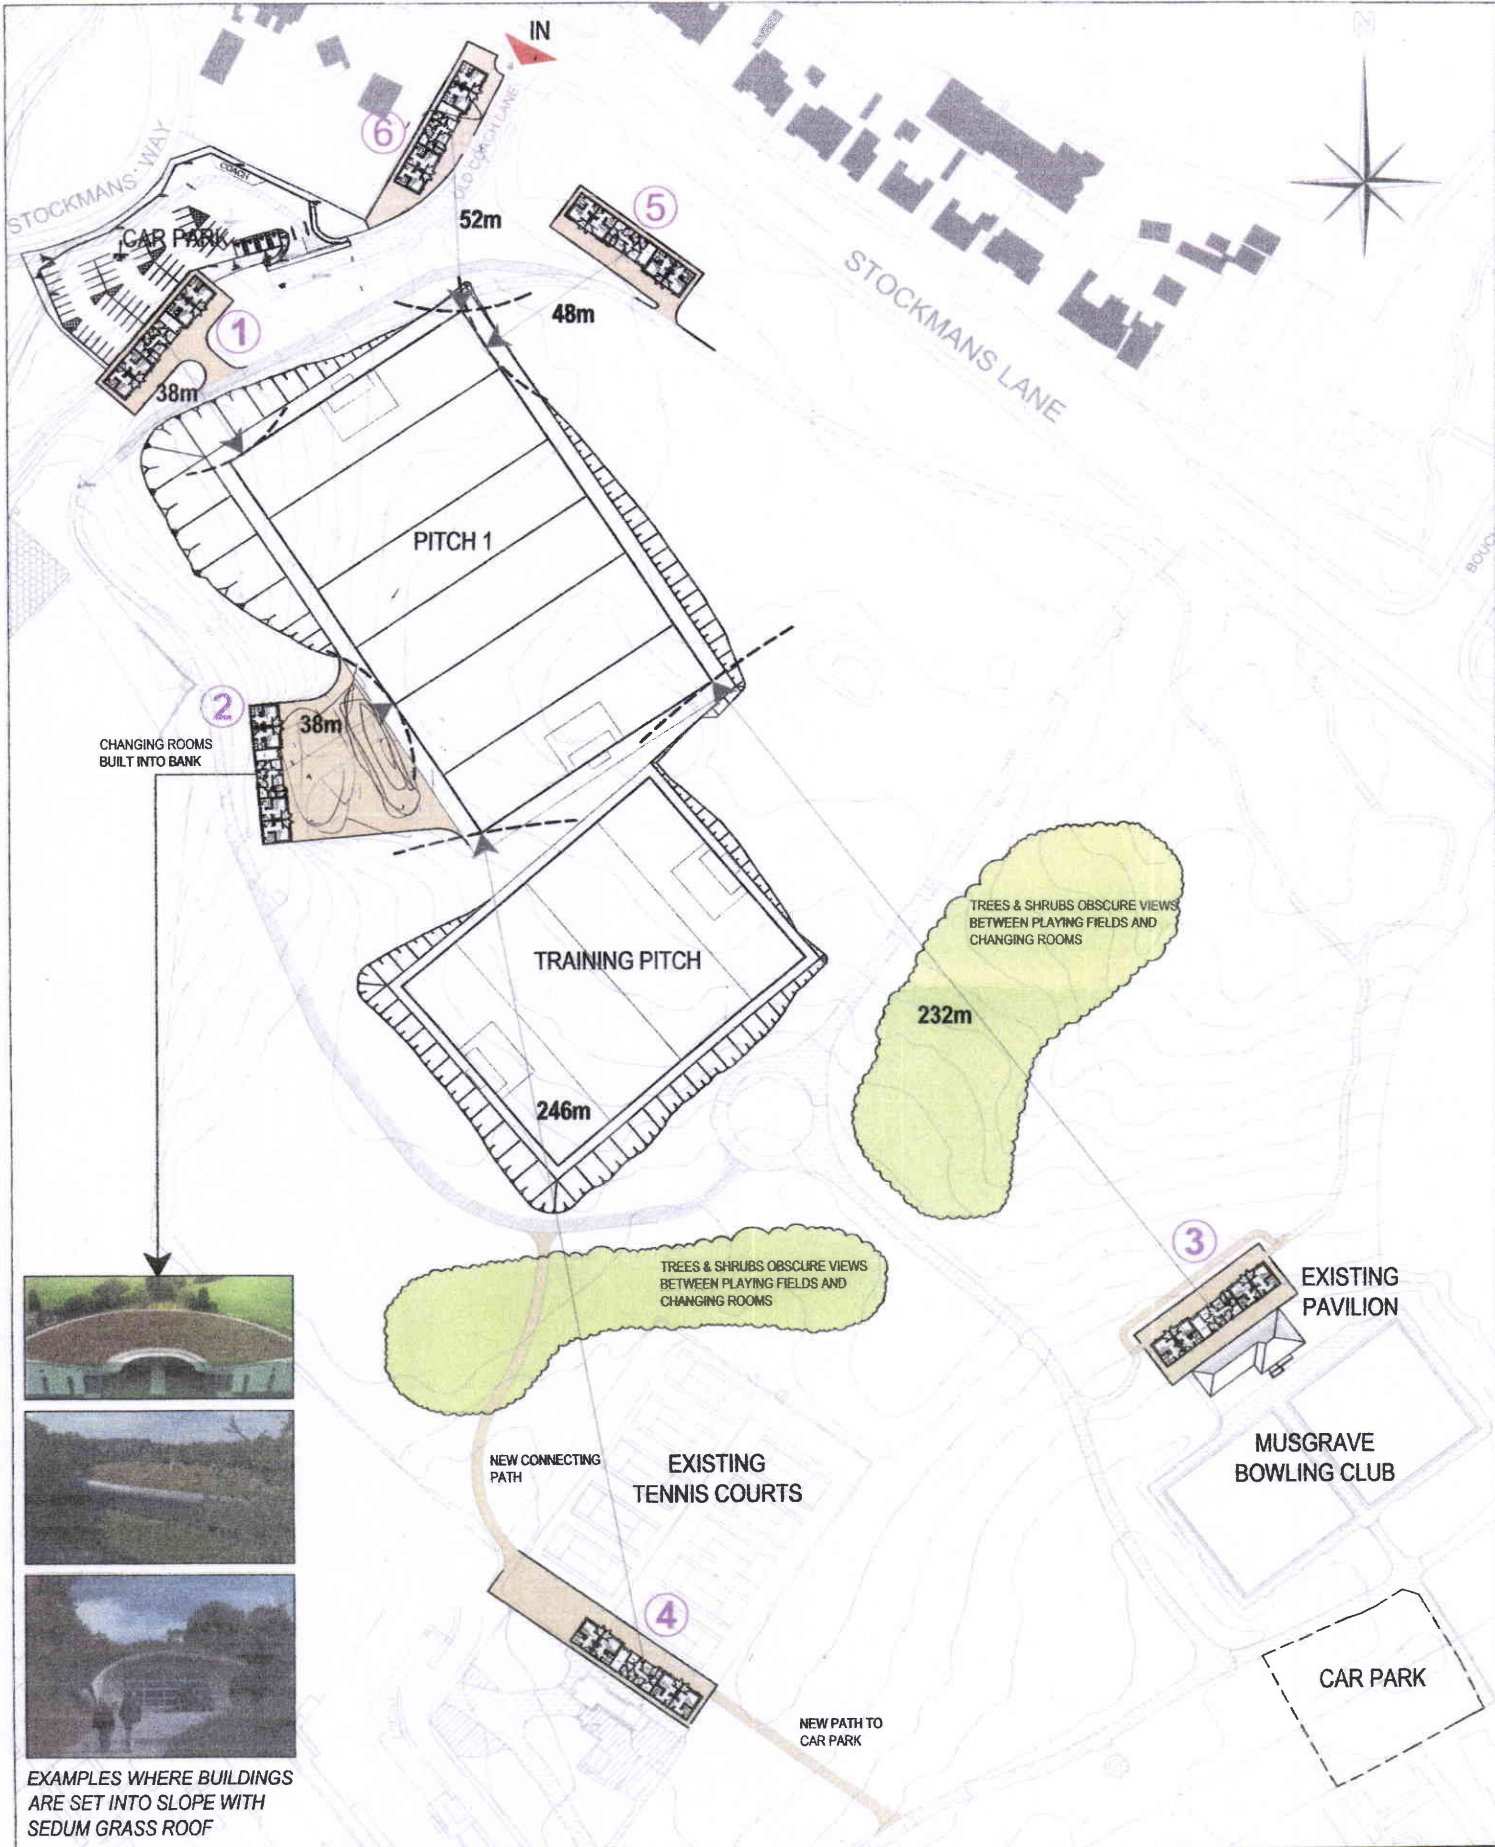 IN
N
6
OLD COACH LANE
STOCKMANS WAY
COACH
52m
5
CAR PARK
48m
STOCKMANS LANE
1
38m
PITCH 1
2
38m
CHANGING ROOMS
BUILT INTO BANK
TREES & SHRUBS OBSCURE VIEWS
BETWEEN PLAYING FIELDS AND
CHANGING ROOMS
TRAINING PITCH
232m
246m
3
TREES & SHRUBS OBSCURE VIEWS
BETWEEN PLAYING FIELDS AND
CHANGING ROOMS
EXISTING
PAVILION
NEW CONNECTING
PATH
EXISTING
TENNIS COURTS
MUSGRAVE
BOWLING CLUB
4
CAR PARK
NEW PATH TO
CAR PARK
EXAMPLES WHERE BUILDINGS
ARE SET INTO SLOPE WITH
SEDUM GRASS ROOF